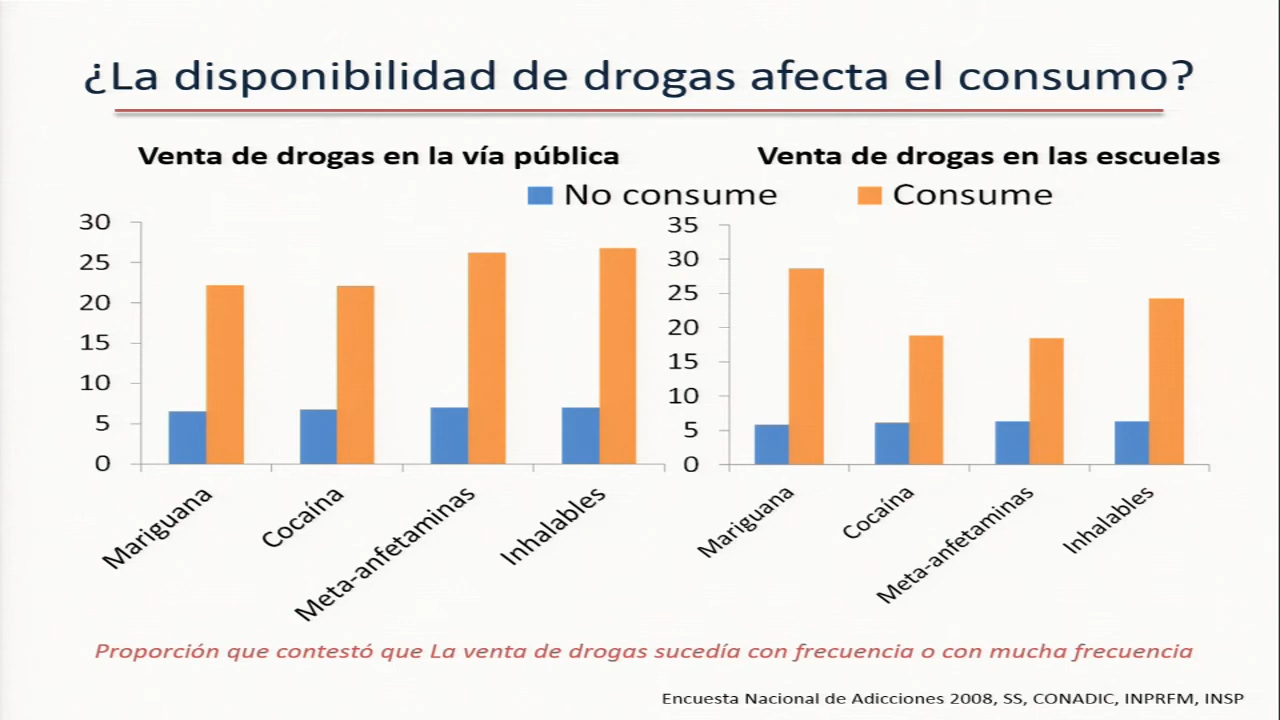 ¿La disponibilidad de drogas afecta el consumo?
Venta de drogas en la vía pública
Venta de drogas en las escuelas
No consume
Consume
30
25
20
15
10
5
0
Mariguana
Cocaína
Meta-anfetaminas
Inhalables
35
30
25
20
15
10
5
0
Mariguana
Cocaína
Meta-anfetaminas
Inhalables
Proporción que contestó que La venta de drogas sucedía con frecuencia o con mucha frecuencia
Encuesta Nacional de Adicciones 2008, SS, CONADIC, INPRFM, INSP